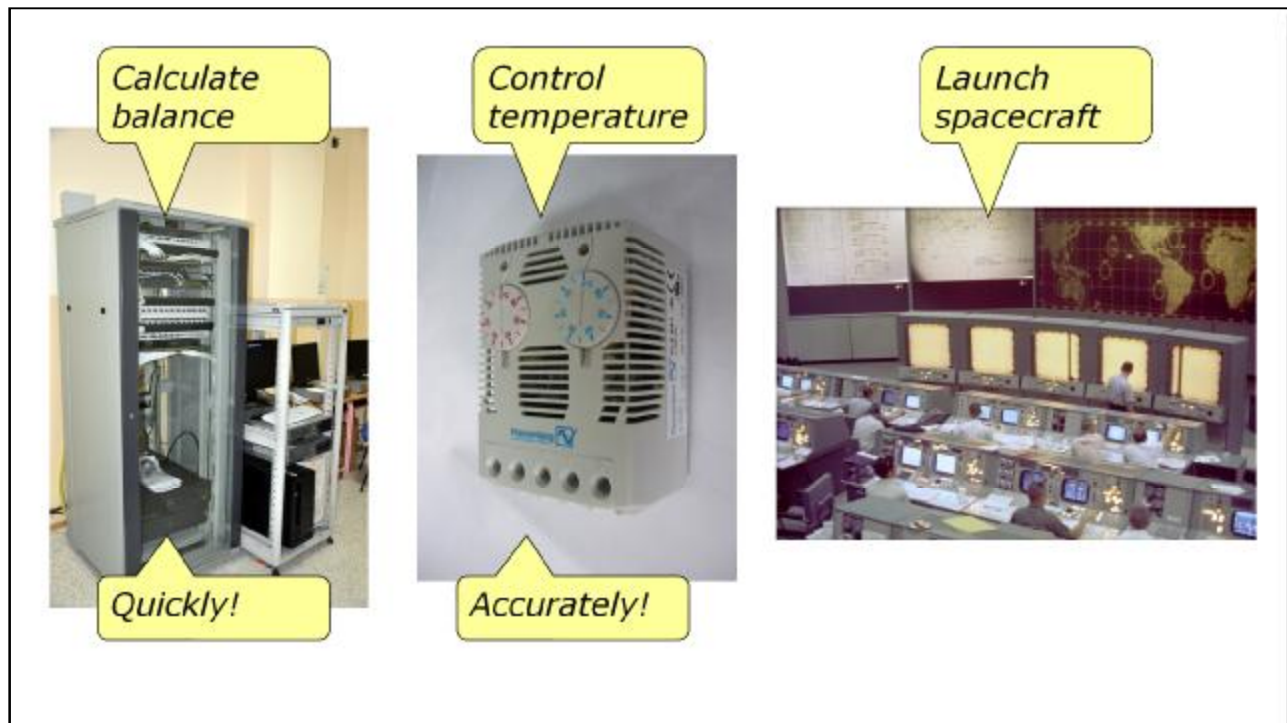 Calculate
balance
Control
temperature
Launch
spacecraft
Quickly!
Accurately!